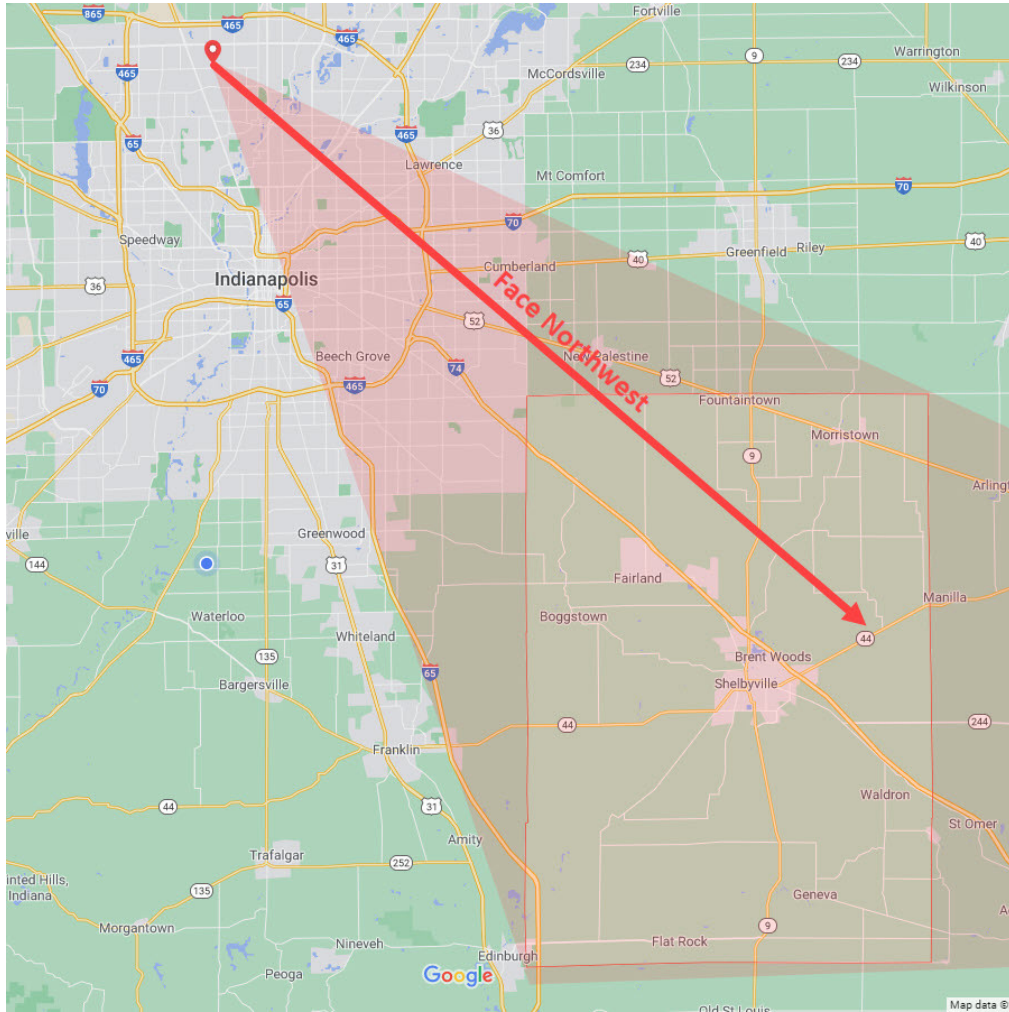 865
465
465
Fortville
9
Warrington
234
234
465
McCordsville
Wilkinson
65
465
36
Lawrence
Mt Comfort
70
70
Speedway
Greenfield
Riley
40
40
Cumberland
Indianapolis
36
65
Face Northwest
52
465
Beech Grove
74
New Palestine
52
465
70
Fountaintown
Morristown
9
Arlingt
Greenwood
ville
144
31
Fairland
Manilla
Waterloo
Boggstown
44
Whiteland
135
Brent Woods
65
Shelbyville
Bargersville
44
244
Franklin
Waldron
44
31
St Omer
Amity
Trafalgar
252
inted Hills,
Indiana
135
Geneva
A
Morgantown
9
Nineveh
Flat Rock
Edinburgh
Peoga
Google
Old St Louis
Map data ©